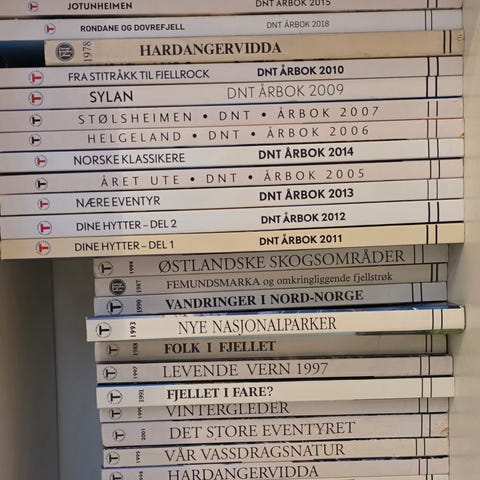 JOTUNHEIMEN DNT ÅRBOK 2015
RONDANE OG DOVREFJELL DNT ÅRBOK 2018
1978 HARDANGERVIDDA
FRA STITRÅKK TIL FJELLROCK DNT ÅRBOK 2010
SYLAN DNT ÅRBOK 2009
STØLSHEIMEN • DNT • ÅRBOK 2007
HELGELAND • DNT • ÅRBOK 2006
NORSKE KLASSIKERE DNT ÅRBOK 2014
ÅRET UTE • DNT • ÅRBOK 2005
NÆRE EVENTYR DNT ÅRBOK 2013
DINE HYTTER – DEL 2 DNT ÅRBOK 2012
DINE HYTTER – DEL 1 DNT ÅRBOK 2011
1994 ØSTLANDSKE SKOGSOMRÅDER
1987 FEMUNDSMARKA og omkringliggende fjellstrøk
1990 VANDRINGER I NORD-NORGE
1993 NYE NASJONALPARKER
1988 FOLK I FJELLET
1997 LEVENDE VERN 1997
1991 FJELLET I FARE?
VINTERGLEDER
2001 DET STORE EVENTYRET
1995 VÅR VASSDRAGSNATUR
HARDANGERVIDDA